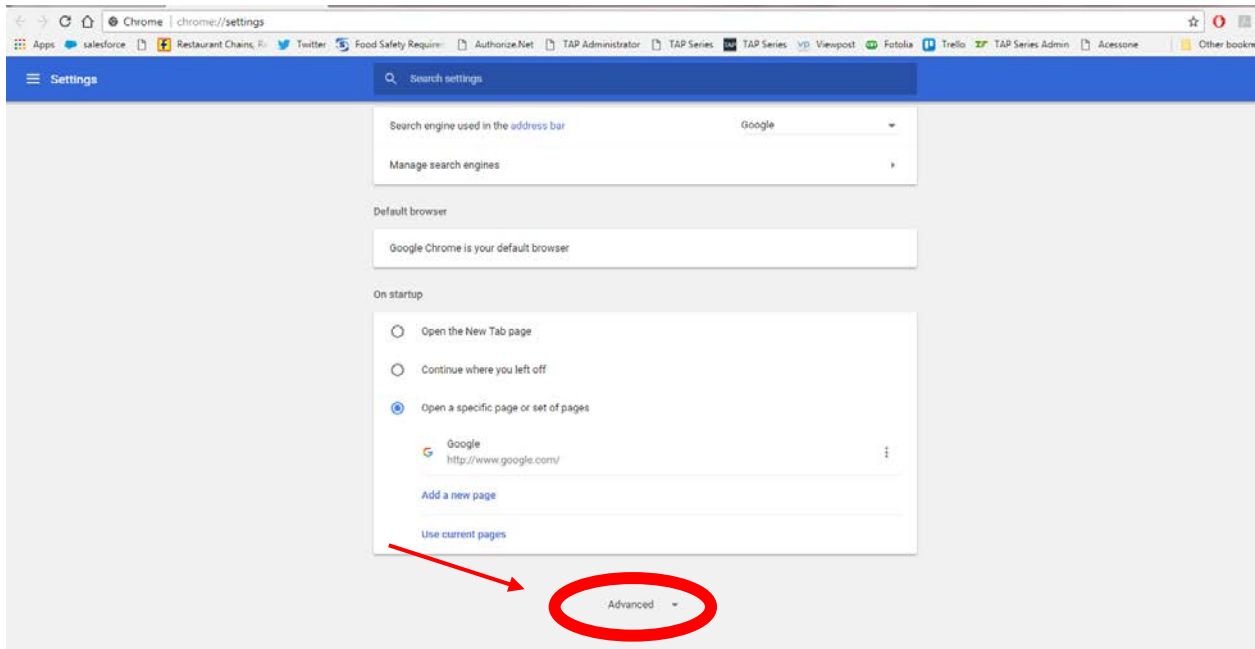 Chrome | chrome://settings
Apps salesforce Restaurant Chains, R Twitter Food Safety Require Authorize.Net TAP Administrator TAP Series TAP Series Viewpost Fotolia Trello TAP Series Admin Acessone Other bookm
Settings Search settings
Search engine used in the address bar Google
Manage search engines
Default browser
Google Chrome is your default browser
On startup
Open the New Tab page
Continue where you left off
Open a specific page or set of pages
Google
http://www.google.com/
Add a new page
Use current pages
Advanced